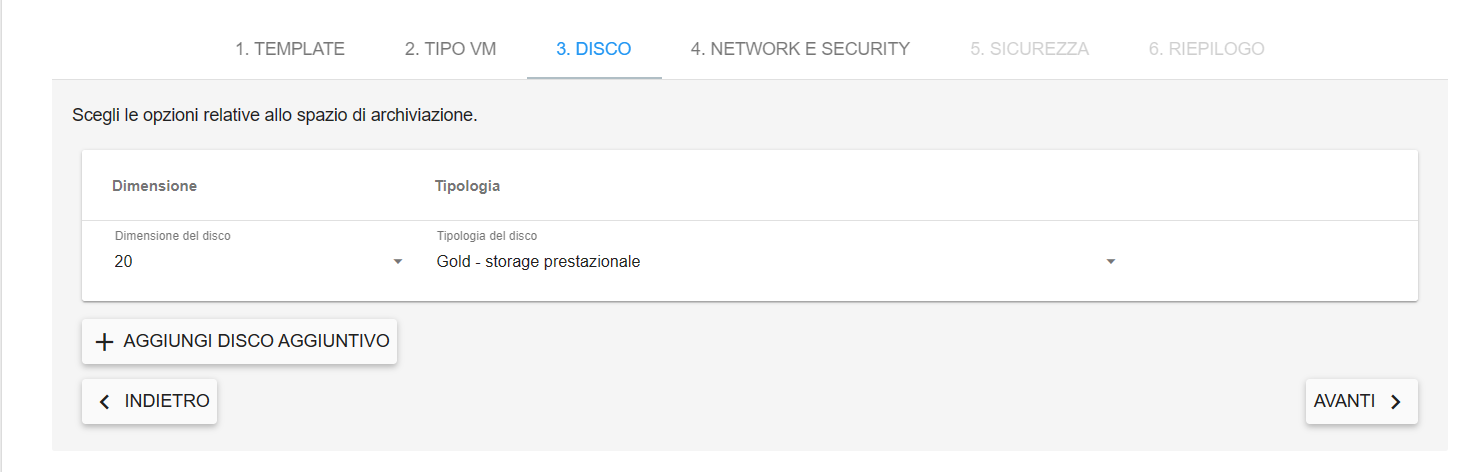 1. TEMPLATE 2. TIPO VM 3. DISCO 4. NETWORK E SECURITY 5. SICUREZZA 6. RIEPILOGO
Scegli le opzioni relative allo spazio di archiviazione.
Dimensione Tipologia
Dimensione del disco Tipologia del disco
20 Gold - storage prestazionale
AGGIUNGI DISCO AGGIUNTIVO
INDIETRO AVANTI